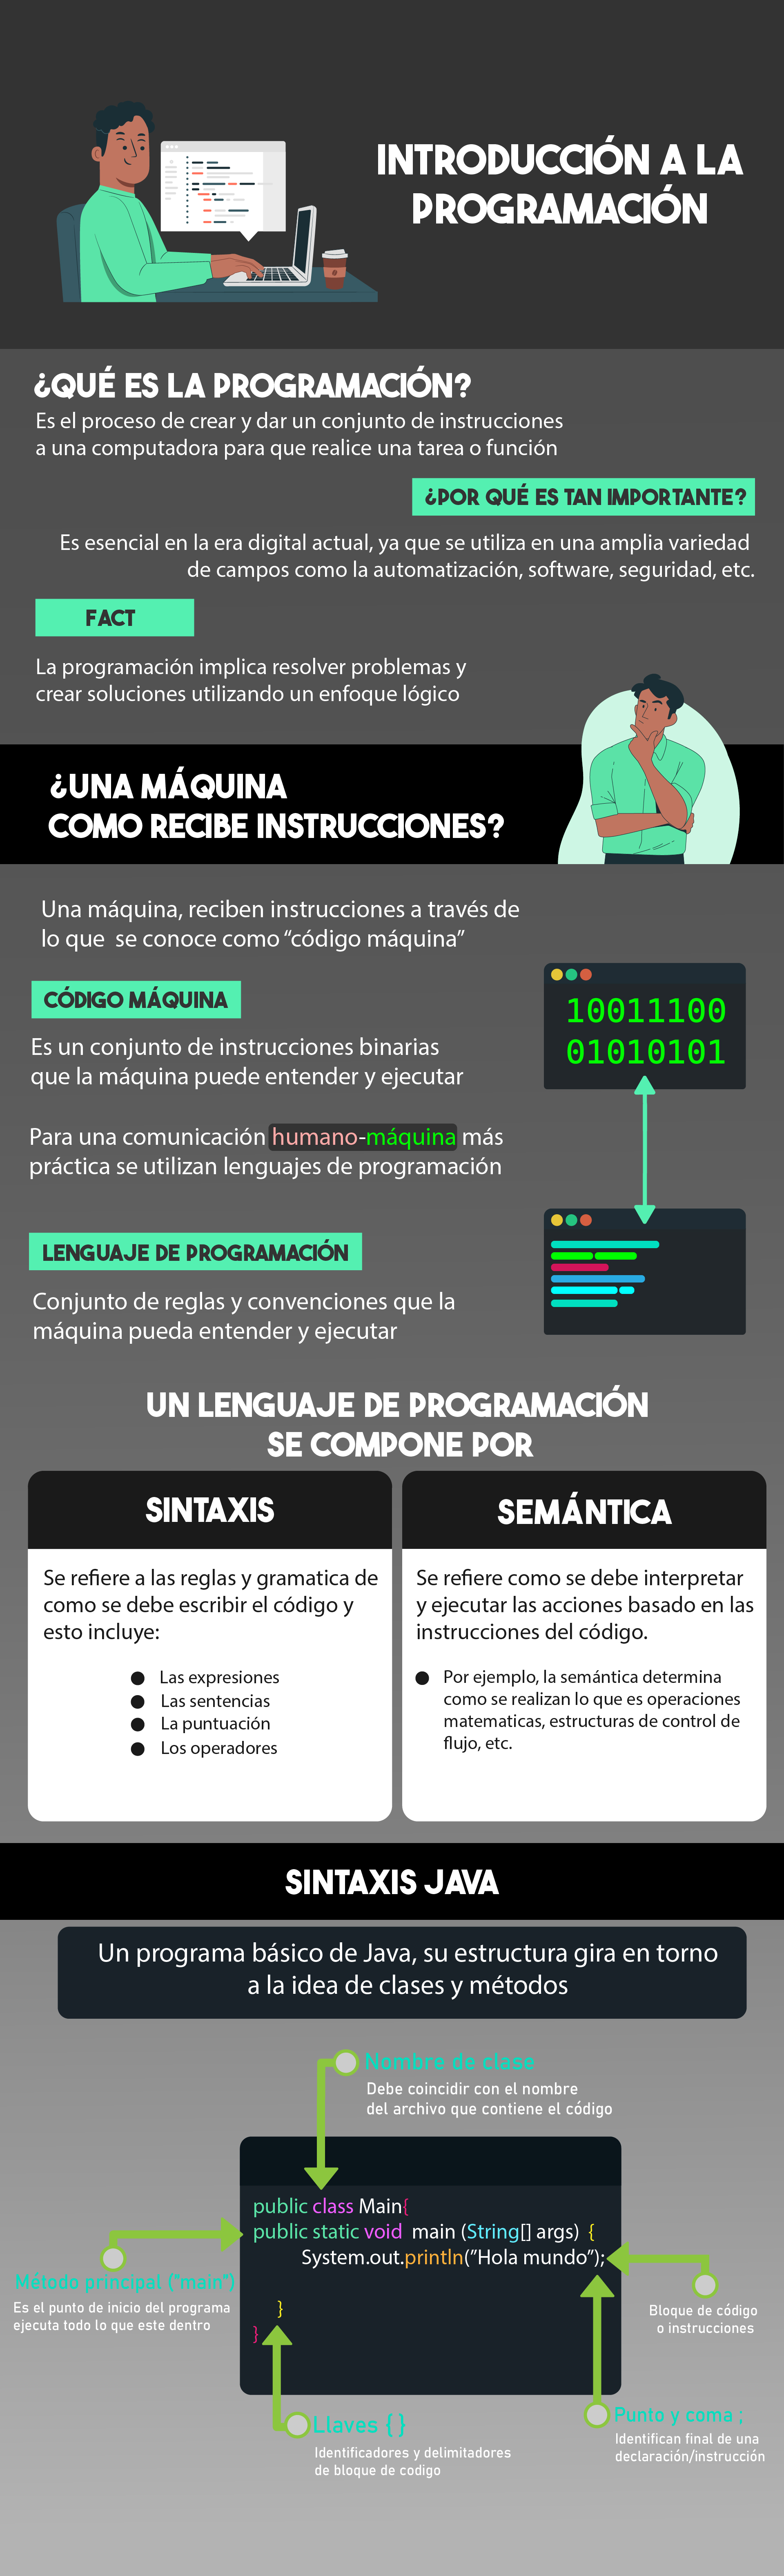 INTRODUCCIÓN A LA
PROGRAMACIÓN
¿QUÉ ES LA PROGRAMACIÓN?
Es el proceso de crear y dar un conjunto de instrucciones
a una computadora para que realice una tarea o función
¿POR QUÉ ES TAN IMPORTANTE?
Es esencial en la era digital actual, ya que se utiliza en una amplia variedad
de campos como la automatización, software, seguridad, etc.
FACT
La programación implica resolver problemas y
crear soluciones utilizando un enfoque lógico
¿UNA MÁQUINA
COMO RECIBE INSTRUCCIONES?
Una máquina, reciben instrucciones a través de
lo que se conoce como “código máquina”
CÓDIGO MÁQUINA
Es un conjunto de instrucciones binarias
que la máquina puede entender y ejecutar
10011100
01010101
Para una comunicación humano-máquina más
práctica se utilizan lenguajes de programación
LENGUAJE DE PROGRAMACIÓN
Conjunto de reglas y convenciones que la
máquina pueda entender y ejecutar
UN LENGUAJE DE PROGRAMACIÓN
SE COMPONE POR
SINTAXIS
Se refiere a las reglas y gramatica de
como se debe escribir el código y
esto incluye:
● Las expresiones
● Las sentencias
● La puntuación
● Los operadores
SEMÁNTICA
Se refiere como se debe interpretar
y ejecutar las acciones basado en las
instrucciones del código.
● Por ejemplo, la semántica determina
como se realizan lo que es operaciones
matematicas, estructuras de control de
flujo, etc.
SINTAXIS JAVA
Un programa básico de Java, su estructura gira en torno
a la idea de clases y métodos
Nombre de clase
Debe coincidir con el nombre
del archivo que contiene el código
public class Main{
public static void main (String[] args) {
System.out.println(”Hola mundo”);
}
}
Método principal ("main")
Es el punto de inicio del programa
ejecuta todo lo que este dentro
Bloque de código
o instrucciones
Llaves { }
Identificadores y delimitadores
de bloque de codigo
Punto y coma ;
Identifican final de una
declaración/instrucción